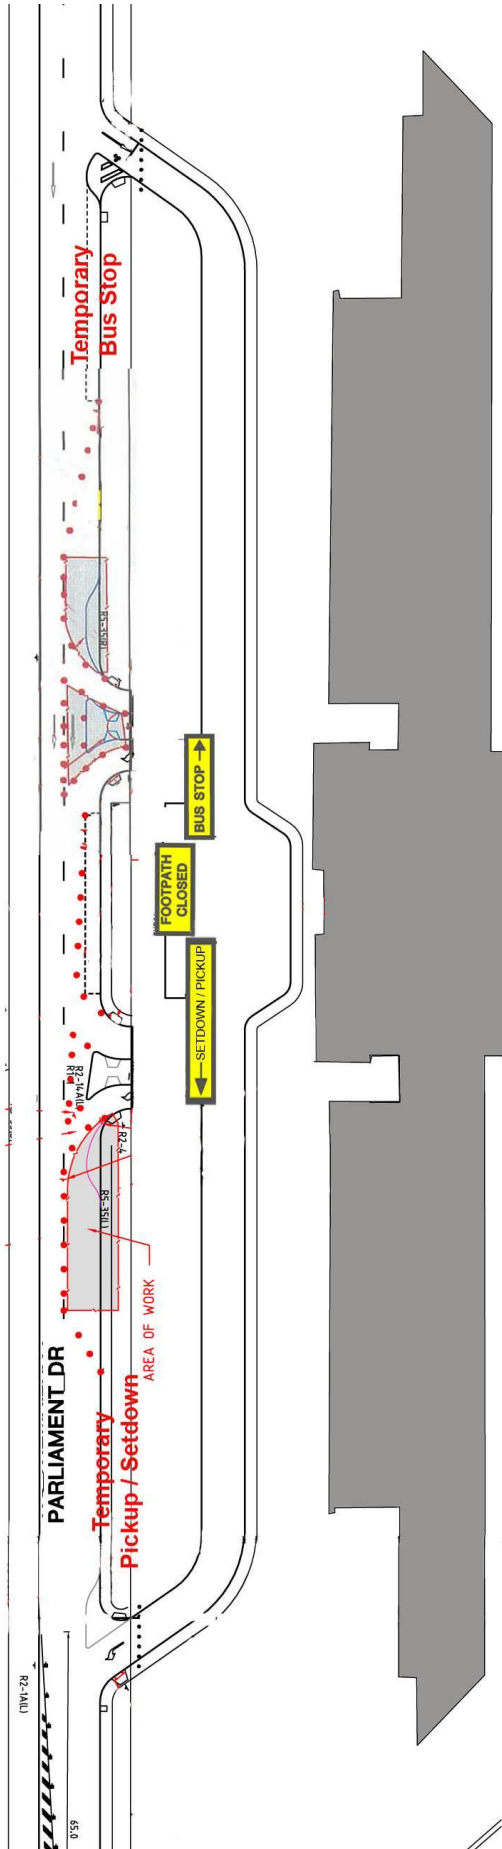 Temporary
Bus Stop
R5-35(R)
BUS STOP →
FOOTPATH
CLOSED
← SETDOWN / PICKUP
R2-14A(L)
R2-4
R5-35(L)
AREA OF WORK
PARLIAMENT DR
Temporary
Pickup / Setdown
R2-1A(L)
65.0